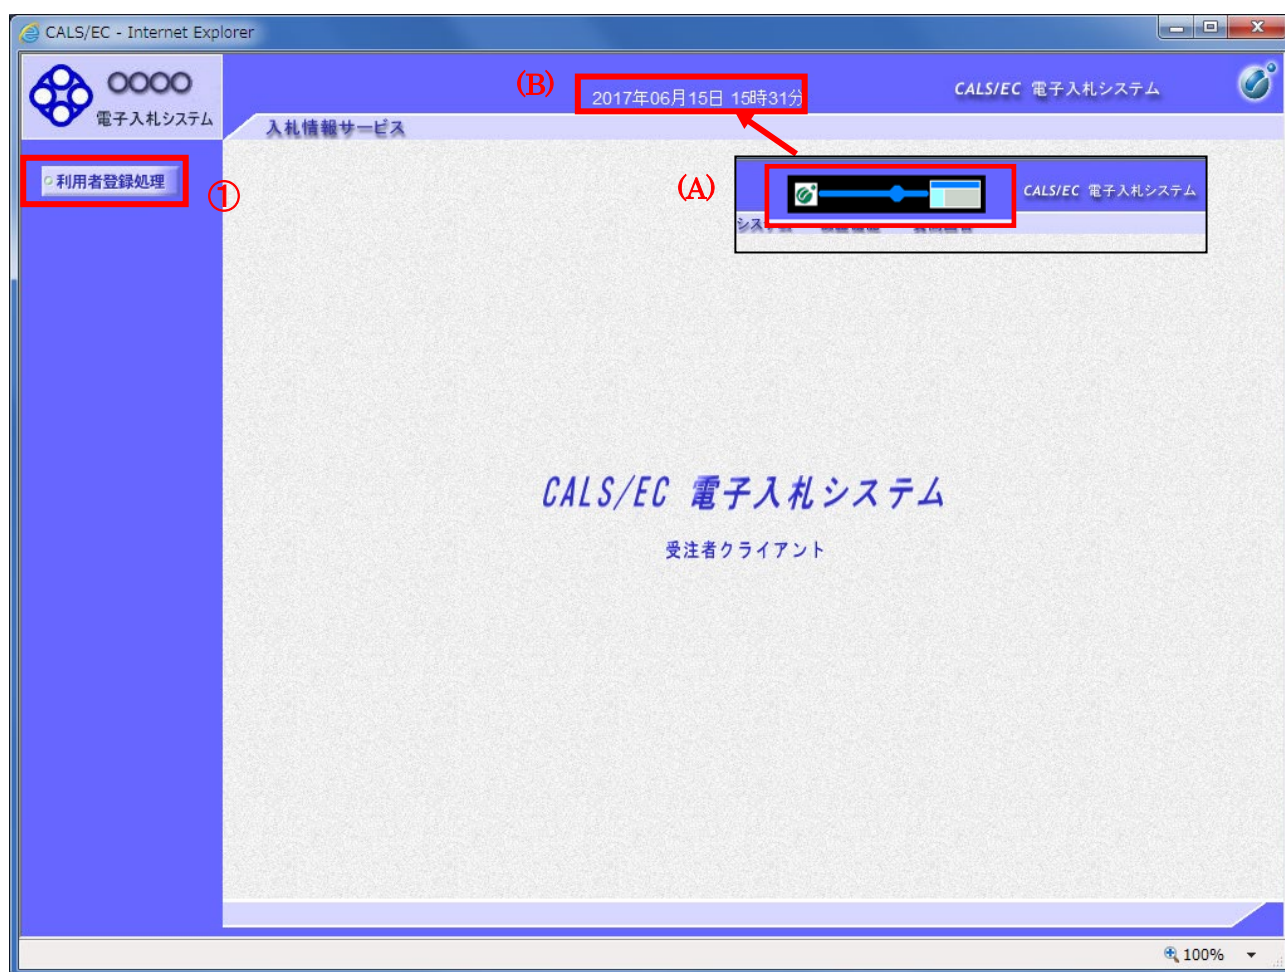 CALS/EC - Internet Explorer
○○○○
電子入札システム
(B)
2017年06月15日 15時31分
CALS/EC 電子入札システム
入札情報サービス
利用者登録処理
①
(A)
CALS/EC 電子入札システム
CALS/EC 電子入札システム
受注者クライアント
100%